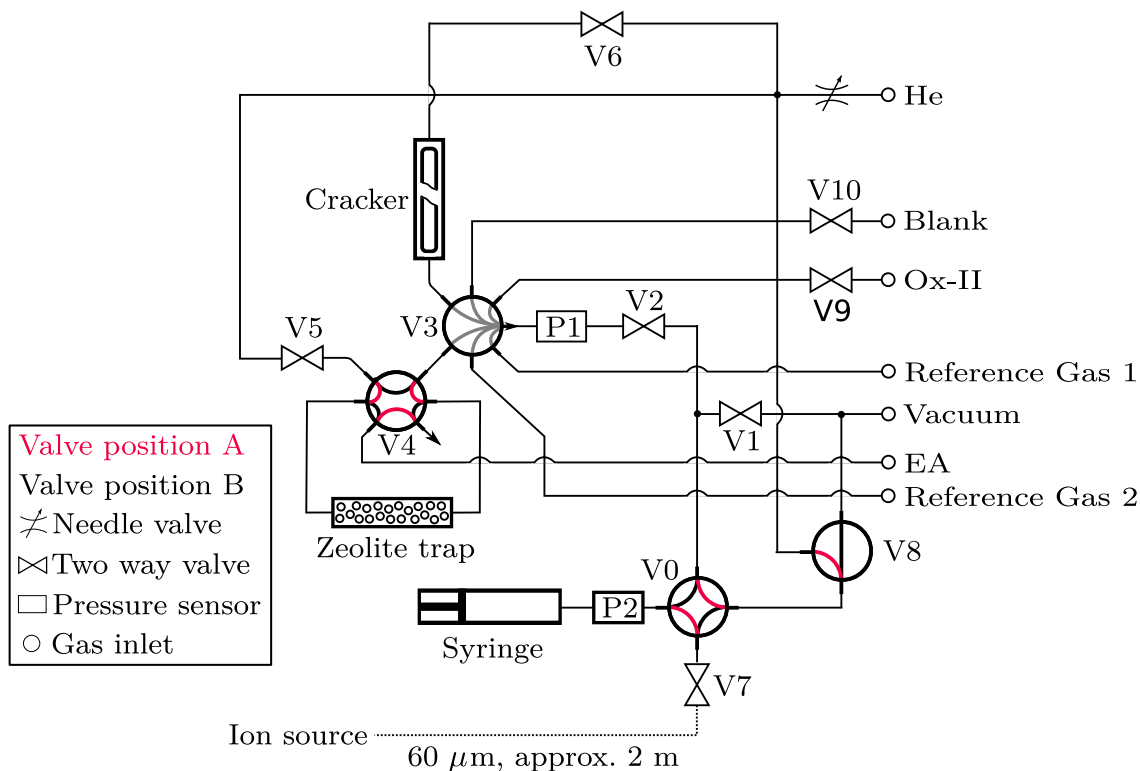 V6
He
V10
Cracker
Blank
Ox-II
V9
V3
P1
V2
V5
Reference Gas 1
Vacuum
V1
V4
EA
Reference Gas 2
Valve position A
Valve position B
Needle valve
Two way valve
Pressure sensor
Gas inlet
Zeolite trap
V8
V0
P2
Syringe
V7
Ion source
60 μm, approx. 2 m